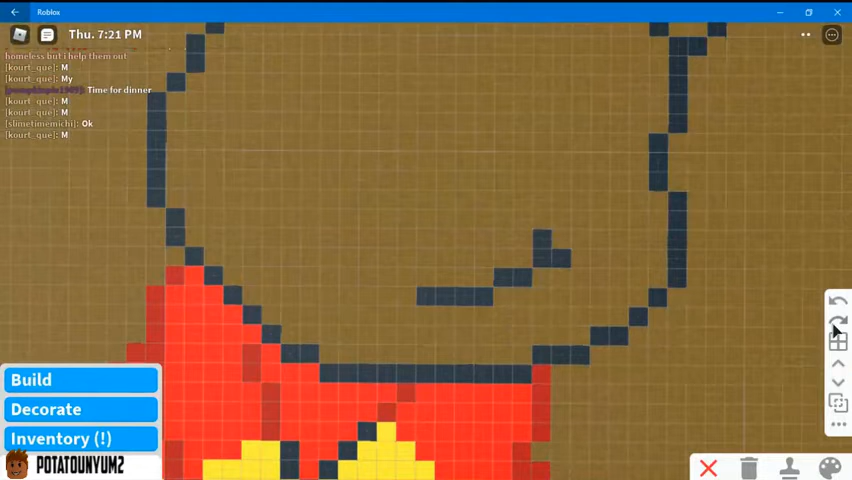 Roblox
Thu. 7:21 PM
homeless but i help them out
[kourt_que]: M
[kourt_que]: My
Time for dinner
[kourt_que]: M
[kourt_que]: M
[slimetimemichi]: Ok
[kourt_que]: M
Build
Decorate
Inventory (!)
POTATOUNYUM2